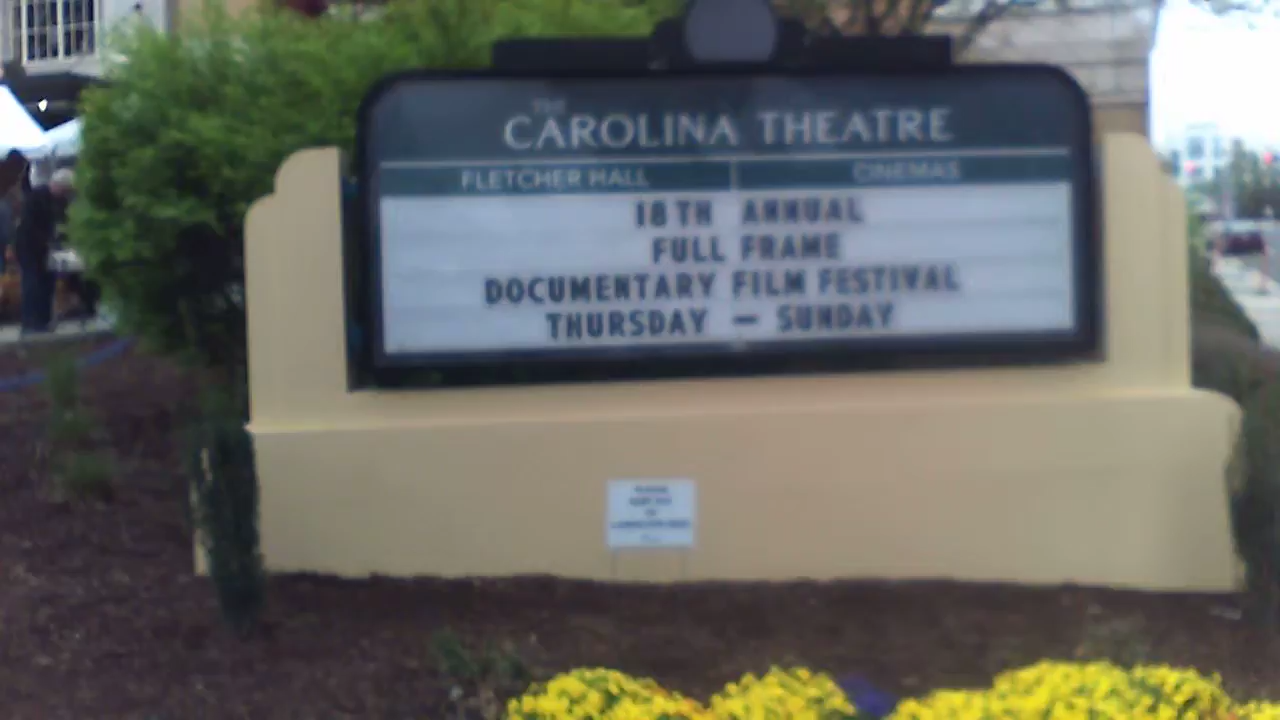 THE
CAROLINA THEATRE
FLETCHER HALL CINEMAS
18TH ANNUAL
FULL FRAME
DOCUMENTARY FILM FESTIVAL
THURSDAY — SUNDAY